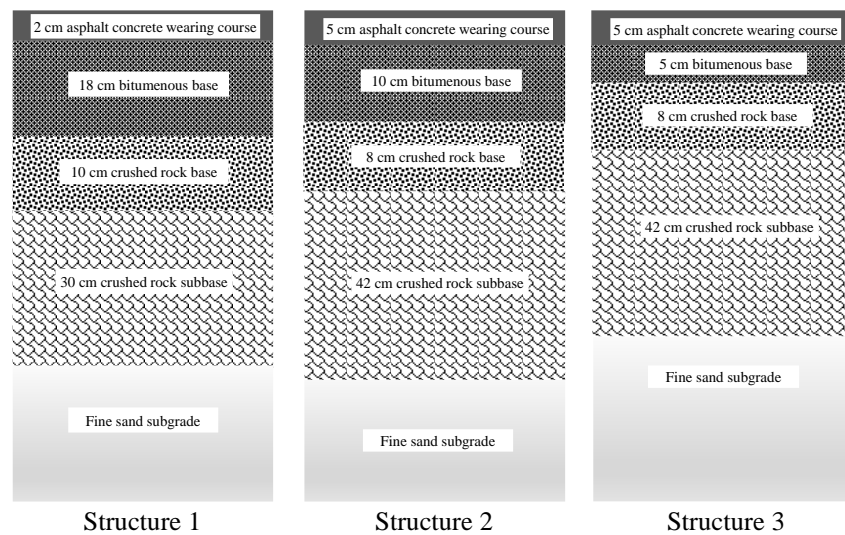 2 cm asphalt concrete wearing course
18 cm bitumenous base
10 cm crushed rock base
30 cm crushed rock subbase
Fine sand subgrade
Structure 1
5 cm asphalt concrete wearing course
10 cm bitumenous base
8 cm crushed rock base
42 cm crushed rock subbase
Fine sand subgrade
Structure 2
5 cm asphalt concrete wearing course
5 cm bitumenous base
8 cm crushed rock base
42 cm crushed rock subbase
Fine sand subgrade
Structure 3